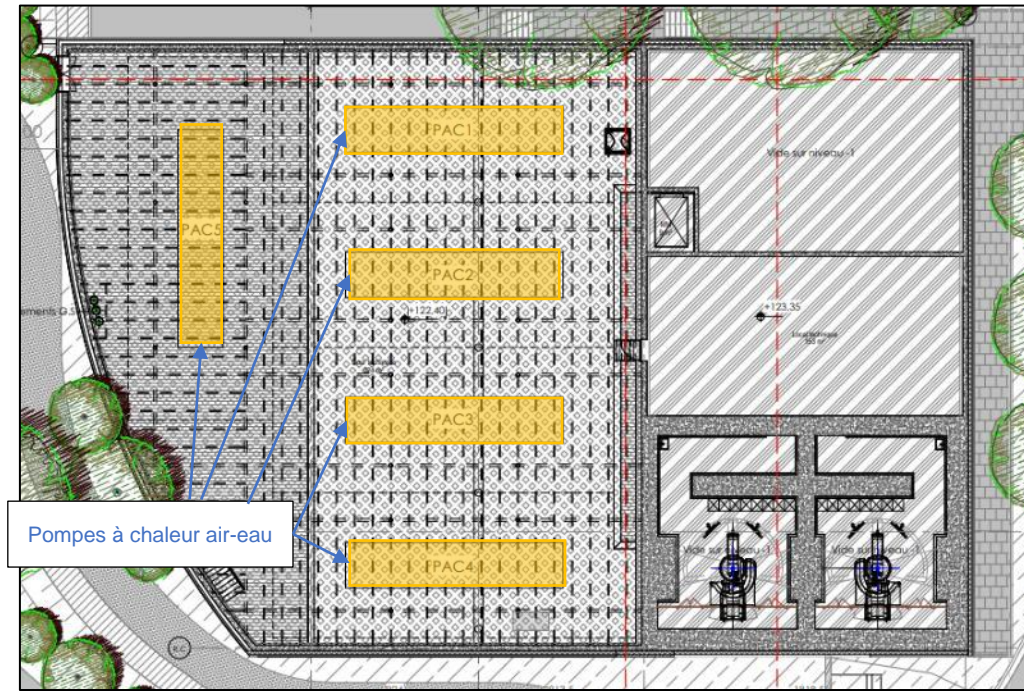 PAC1
Vide sur niveau -1
PAC5
PAC2
+122.40
+123.35
Local technique
PAC3
Pompes à chaleur air-eau
PAC4
Vide sur niveau -1
Vide sur niveau -1
R.C